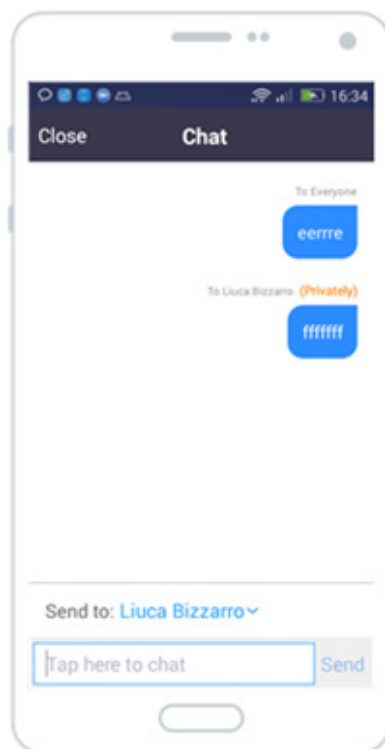 16:34
Close Chat
To Everyone
eerrre
To Liuca Bizzarro (Privately)
fffffff
Send to: Liuca Bizzarro
Tap here to chat Send